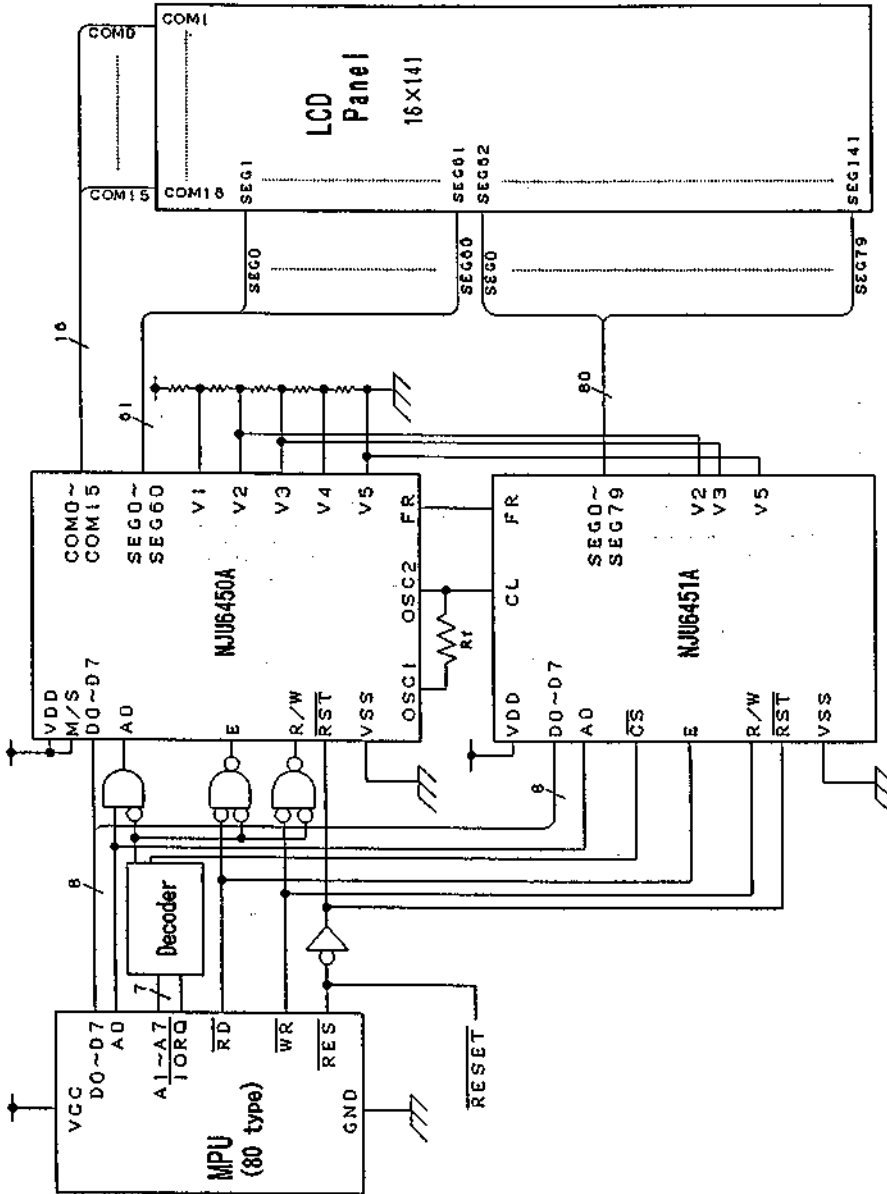 MPU
(80 type)
VCC
D0~D7
A0
A1~A7
IORQ
RD
WR
RES
GND
RESET
8
7
Decoder
NJU6450A
VDD
M/S
D0~D7
A0
E
R/W
RST
VSS
COM0~
COM15
SEG0~
SEG60
V1
V2
V3
V4
V5
OSC1
OSC2
FR
Rf
16
61
NJU6451A
VDD
D0~D7
A0
CS
E
R/W
RST
VSS
CL
FR
SEG0~
SEG79
V2
V3
V5
8
80
COM0
COM15
SEG0
SEG60
SEG0
SEG79
LCD
Panel
16×141
COM1
COM16
SEG1
SEG61
SEG62
SEG141